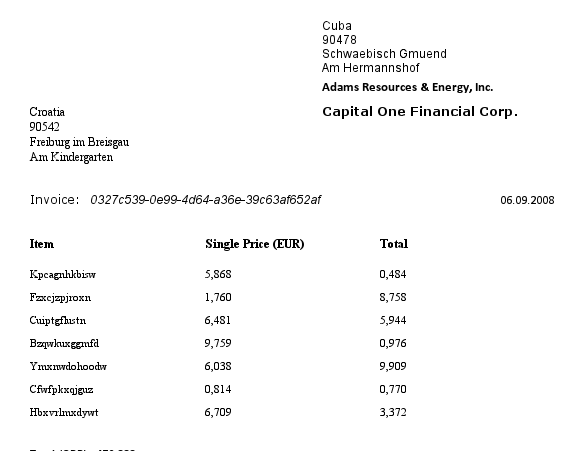 Cuba
90478
Schwaebisch Gmuend
Am Hermannshof
Adams Resources & Energy, Inc.
Capital One Financial Corp.
Croatia
90542
Freiburg im Breisgau
Am Kindergarten
Invoice: 0327c539-0e99-4d64-a36e-39c63af652af 06.09.2008
Item Single Price (EUR) Total
Kpcagnhkbisw 5,868 0,484
Fzxcjzpjroxn 1,760 8,758
Cuiptgflustn 6,481 5,944
Bzqwkuxggmfd 9,759 0,976
Ymxnwdohoodw 6,038 9,909
Cfwfpkxqjguz 0,814 0,770
Hbxvrlmxdywt 6,709 3,372